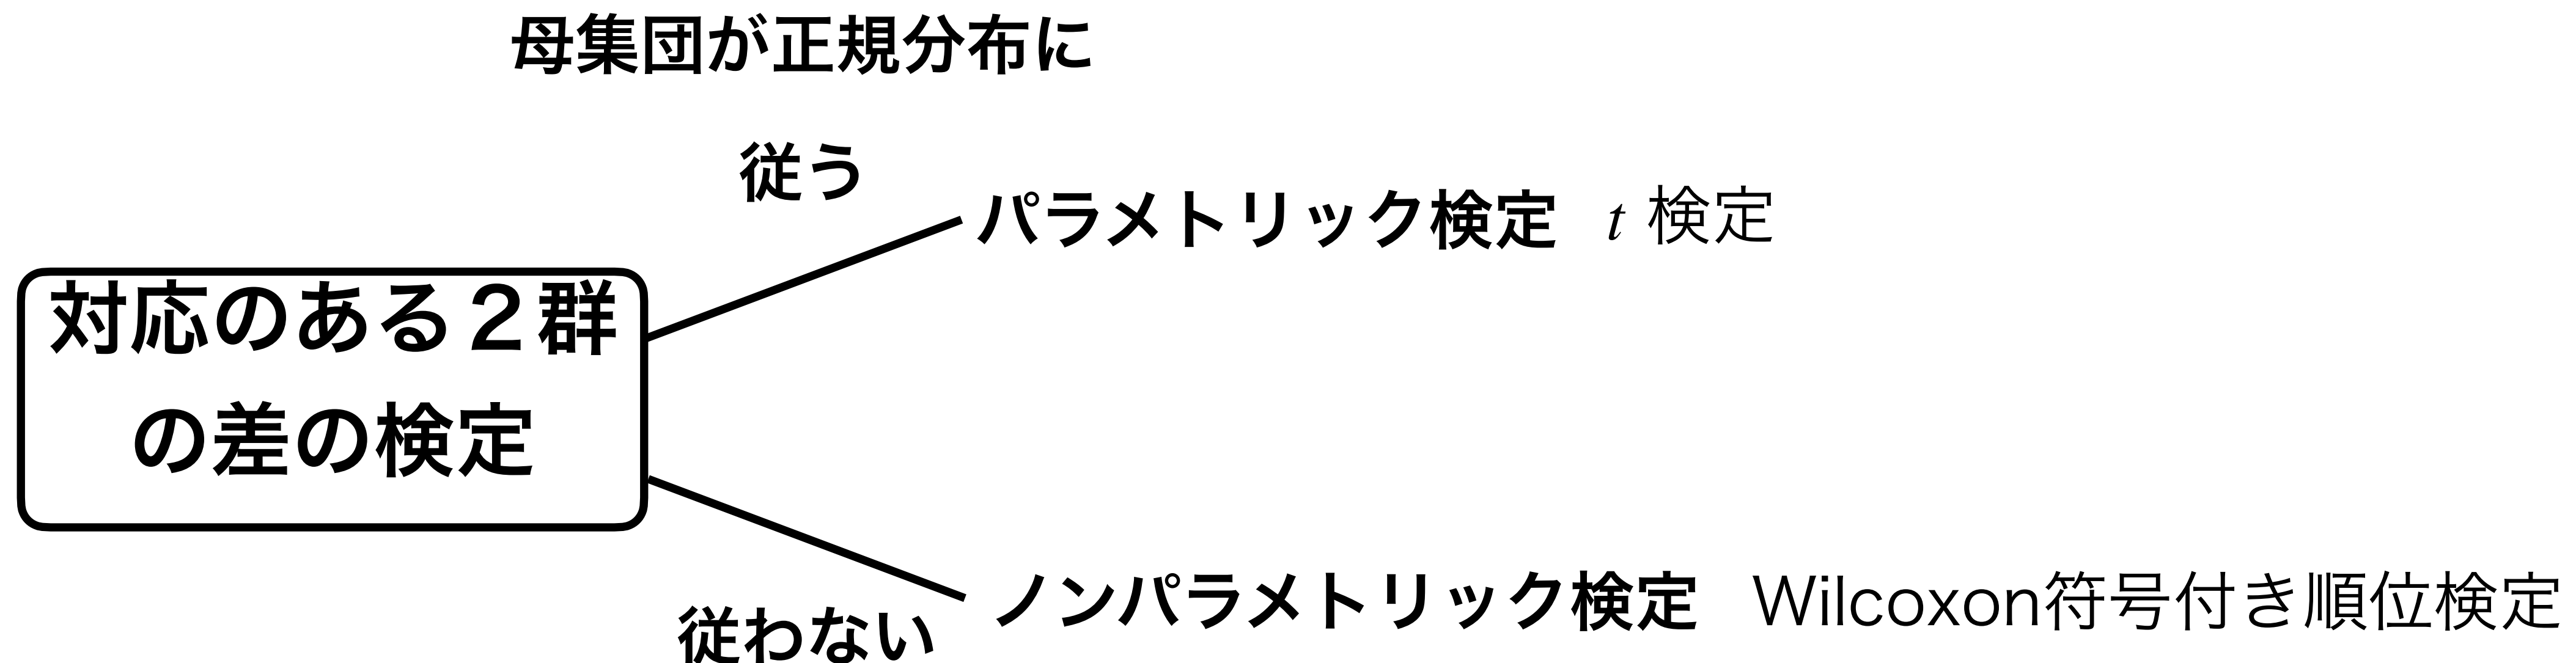 母集団が正規分布に
従う
パラメトリック検定 t 検定
対応のある２群
の差の検定
ノンパラメトリック検定 Wilcoxon符号付き順位検定
従わない